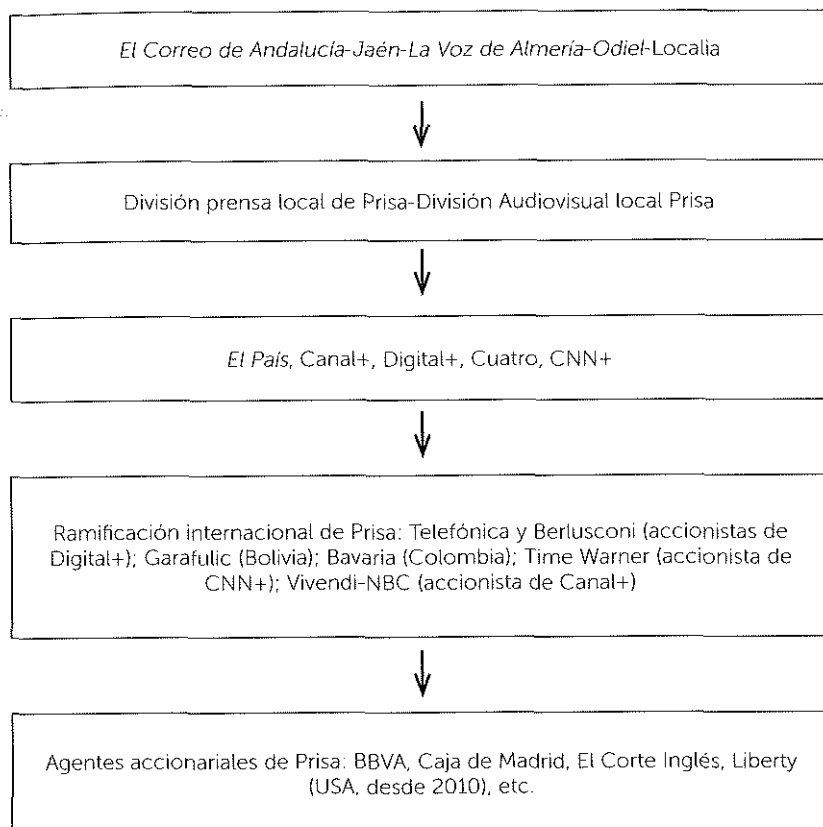 El Correo de Andalucía-Jaén-La Voz de Almería-Odiel-Localia
División prensa local de Prisa-División Audiovisual local Prisa
El País, Canal+, Digital+, Cuatro, CNN+
Ramificación internacional de Prisa: Telefónica y Berlusconi (accionistas de
Digital+); Garafulic (Bolivia); Bavaria (Colombia); Time Warner (accionista de
CNN+); Vivendi-NBC (accionista de Canal+)
Agentes accionariales de Prisa: BBVA, Caja de Madrid, El Corte Inglés, Liberty
(USA, desde 2010), etc.